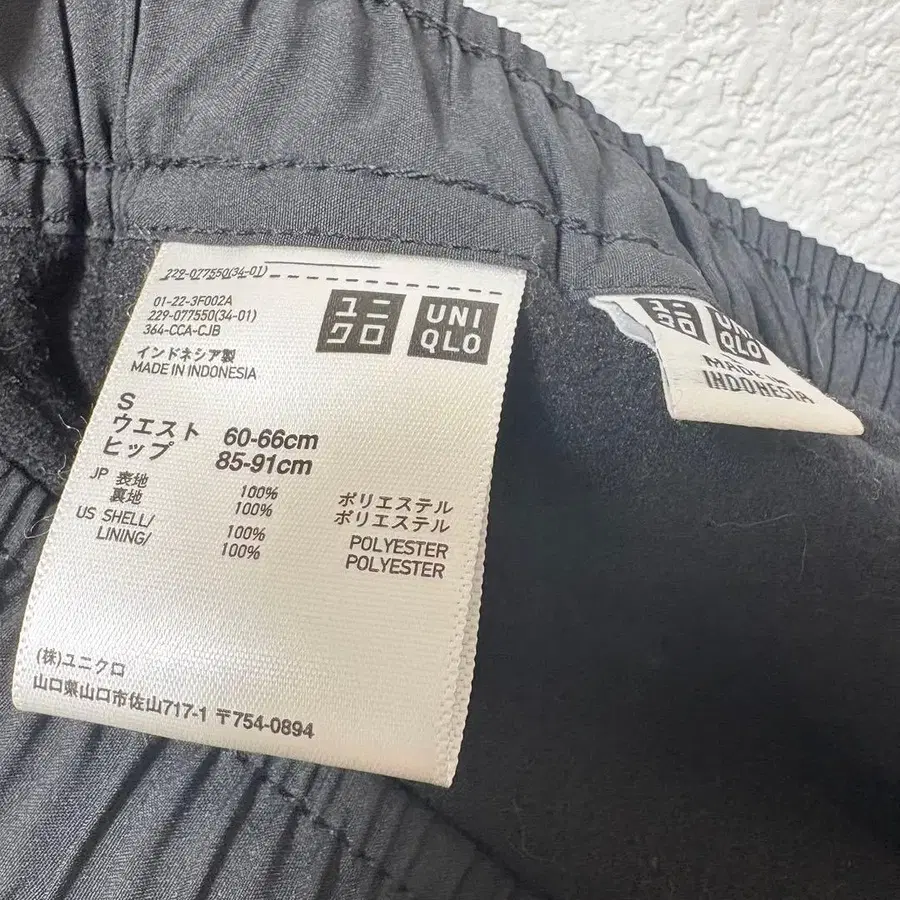 229-077550(34-01)
01-22-3F002A
229-077550(34-01)
364-CCA-CJB
ユニクロ
UNIQLO
インドネシア製
MADE IN INDONESIA
S
ウエスト 60-66cm
ヒップ 85-91cm
JP 表地 100% ポリエステル
裏地 100% ポリエステル
US SHELL/ 100% POLYESTER
LINING/ 100% POLYESTER
(株)ユニクロ
山口県山口市佐山717-1 〒754-0894
ユニクロ
UNIQLO
MADE IN
INDONESIA